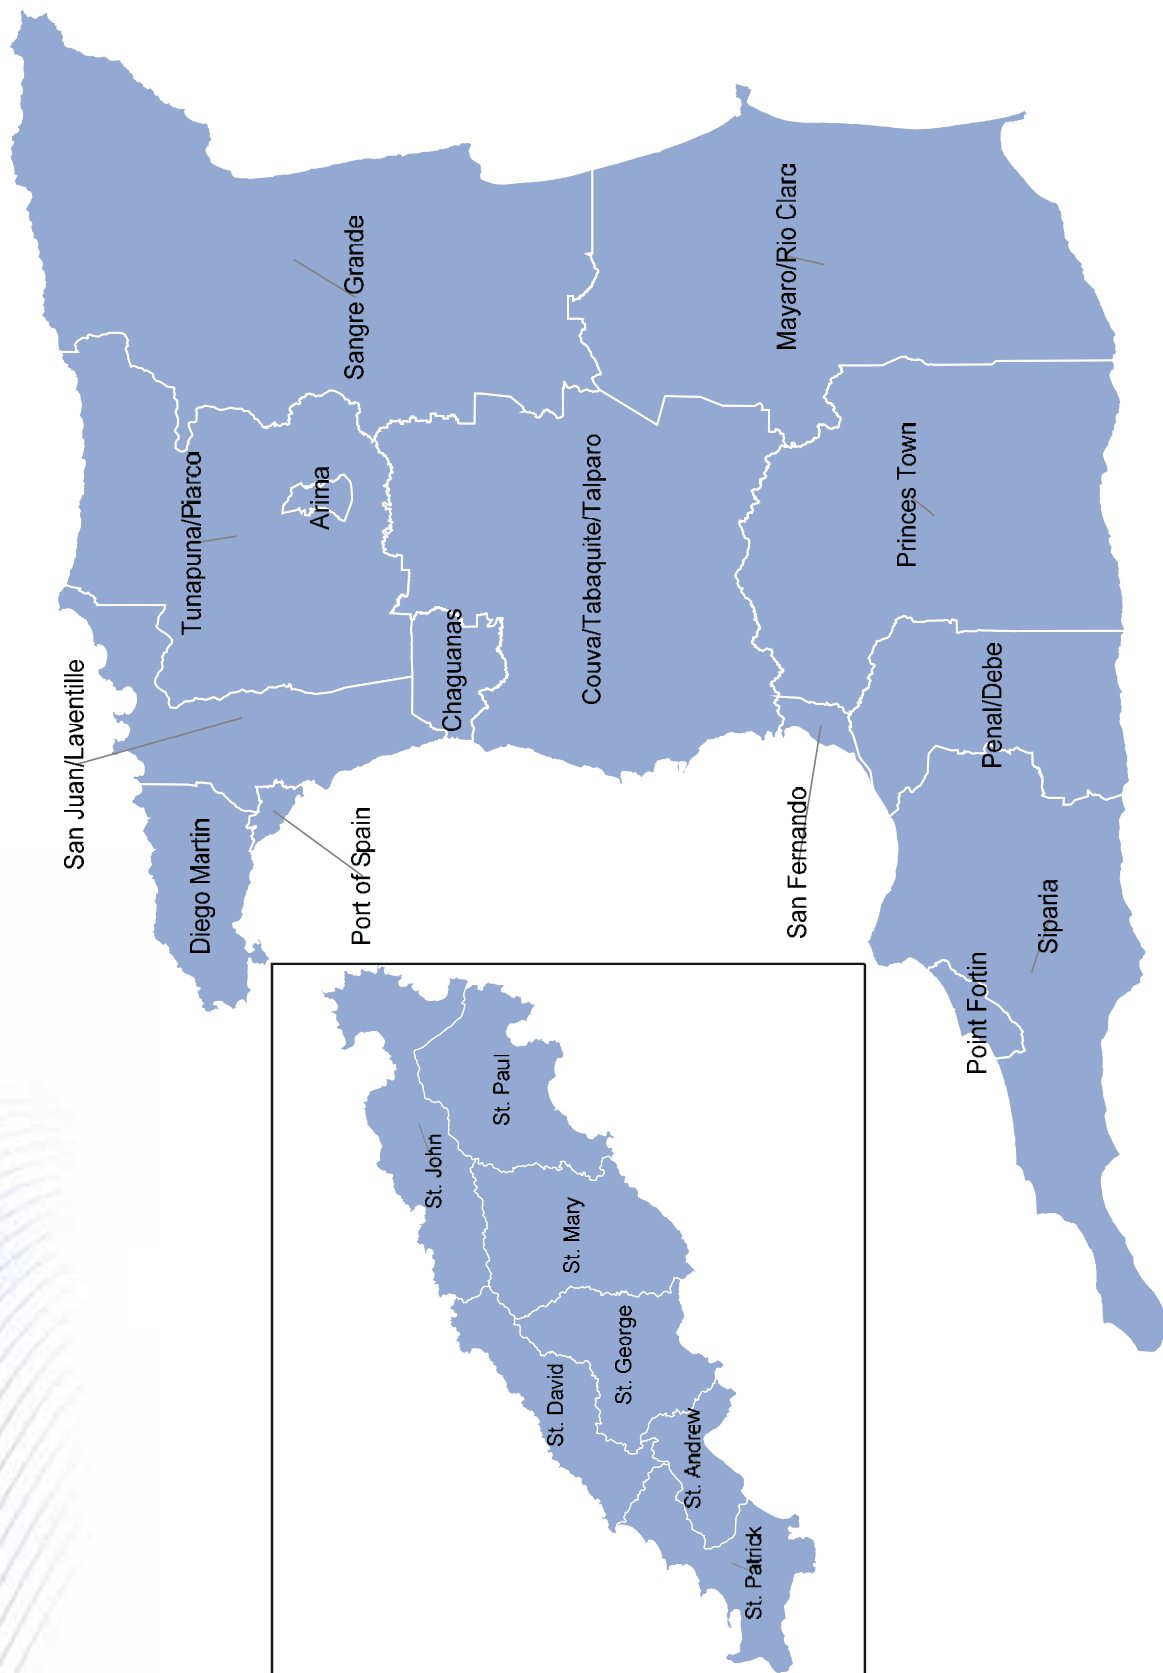 San Juan/Laventille
Diego Martin
Port of Spain
Tunapuna/Piarco
Arima
Sangre Grande
Chaguanas
Couva/Tabaquite/Talparo
Mayaro/Rio Claro
San Fernando
Princes Town
Penal/Debe
Siparia
Point Fortin
St. John
St. Paul
St. Mary
St. George
St. David
St. Andrew
St. Patrick